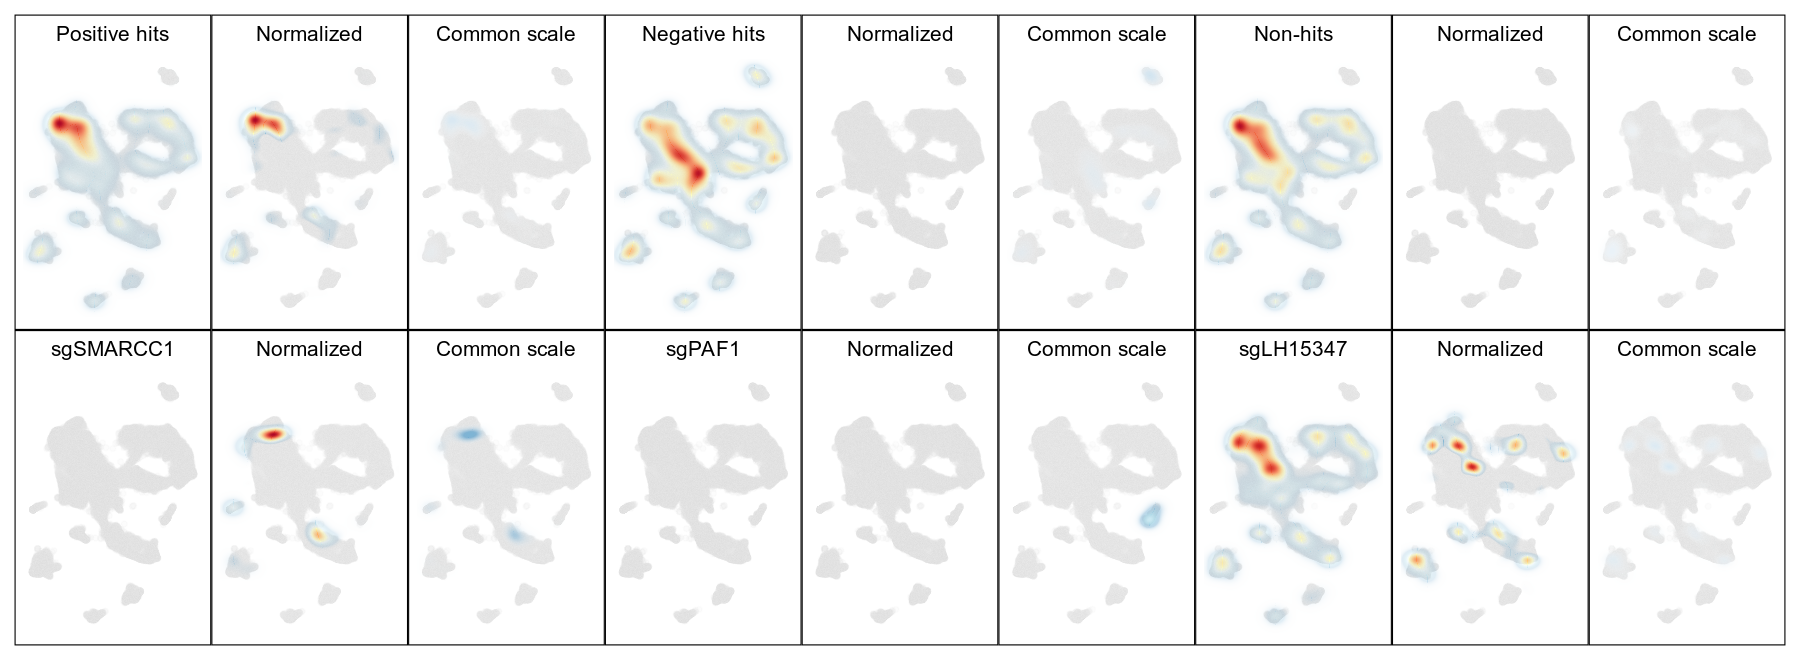 Positive hits
Normalized
Common scale
Negative hits
Normalized
Common scale
Non-hits
Normalized
Common scale
sgSMARCC1
Normalized
Common scale
sgPAF1
Normalized
Common scale
sgLH15347
Normalized
Common scale